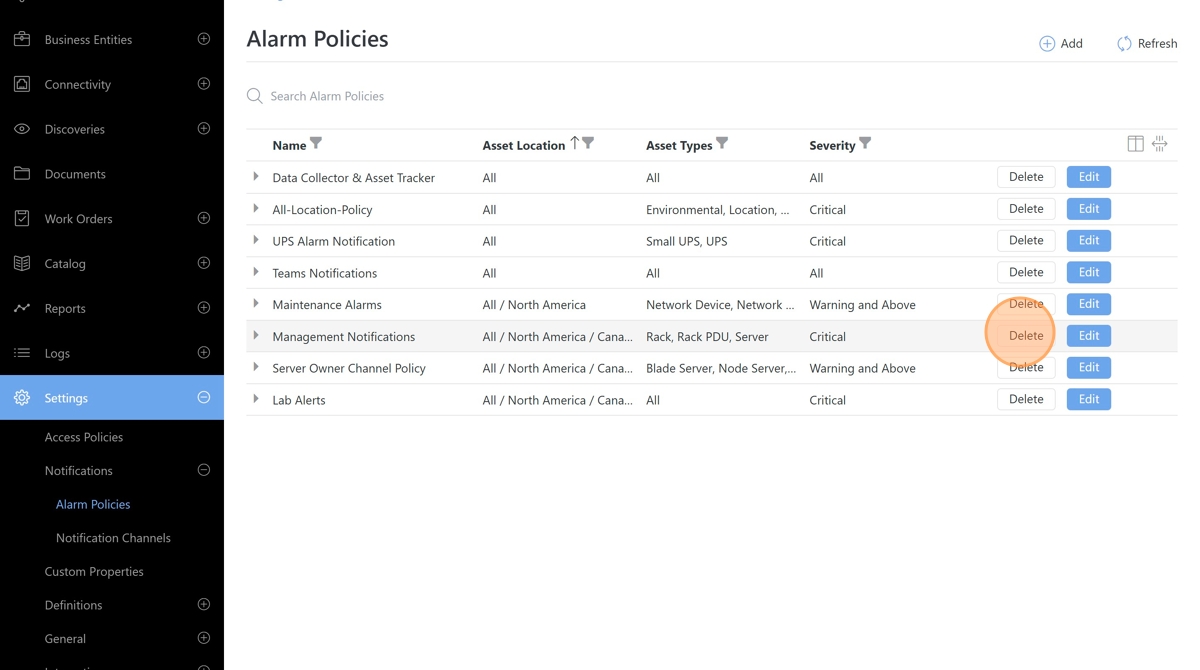 Business Entities
Connectivity
Discoveries
Documents
Work Orders
Catalog
Reports
Logs
Settings
Access Policies
Notifications
Alarm Policies
Notification Channels
Custom Properties
Definitions
General
Alarm Policies
Add
Refresh
Search Alarm Policies
Name Asset Location Asset Types Severity
Data Collector & Asset Tracker All All All Delete Edit
All-Location-Policy All Environmental, Location, ... Critical Delete Edit
UPS Alarm Notification All Small UPS, UPS Critical Delete Edit
Teams Notifications All All All Delete Edit
Maintenance Alarms All / North America Network Device, Network ... Warning and Above Delete Edit
Management Notifications All / North America / Cana... Rack, Rack PDU, Server Critical Delete Edit
Server Owner Channel Policy All / North America / Cana... Blade Server, Node Server,... Warning and Above Delete Edit
Lab Alerts All / North America / Cana... All Critical Delete Edit